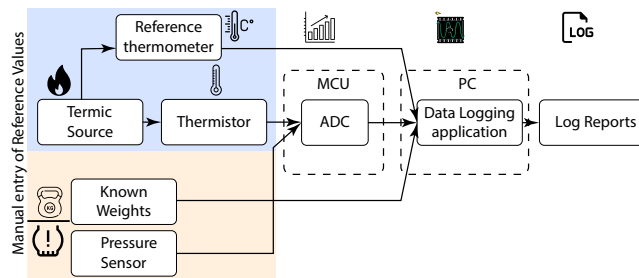 Manual entry of Reference Values
Reference
thermometer
C°
LOG
MCU
PC
Termic
Source
Thermistor
ADC
Data Logging
application
Log Reports
KG
Known
Weights
Pressure
Sensor